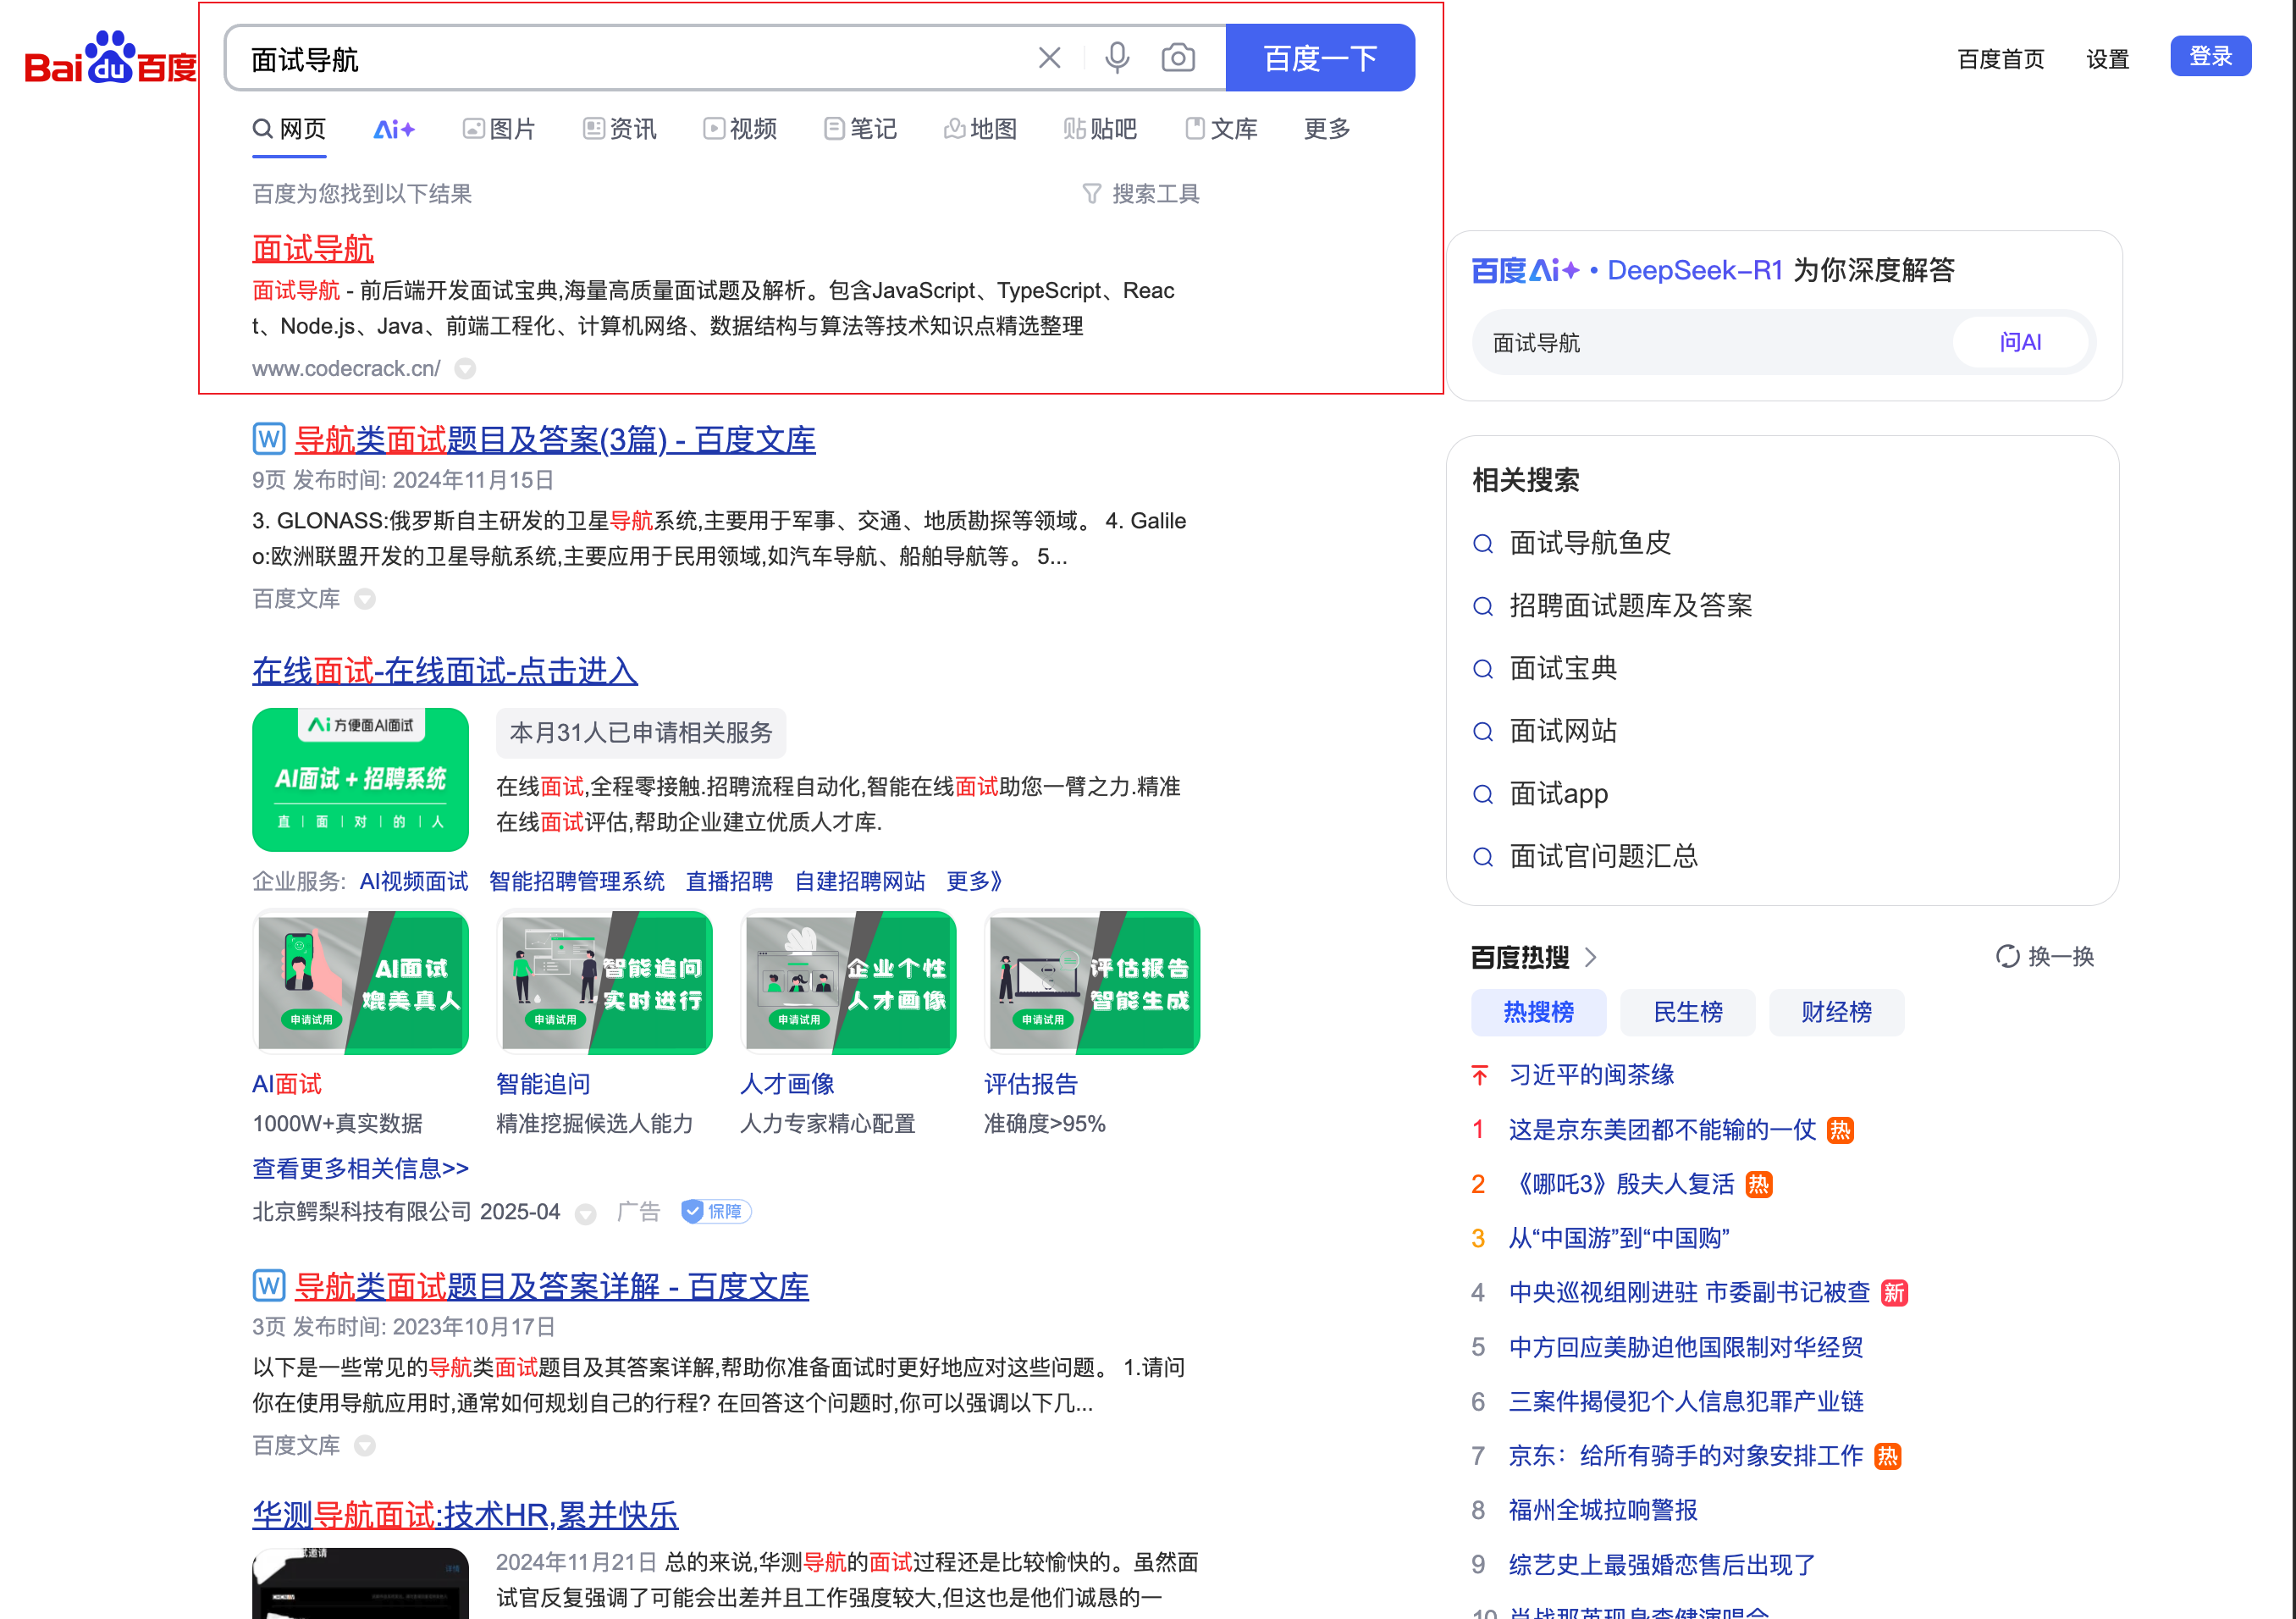 Bai du 百度
面试导航
百度一下
百度首页 设置 登录
网页 Ai 图片 资讯 视频 笔记 地图 贴吧 文库 更多
百度为您找到以下结果 搜索工具
面试导航
面试导航 - 前后端开发面试宝典,海量高质量面试题及解析。包含JavaScript、TypeScript、Reac
t、Node.js、Java、前端工程化、计算机网络、数据结构与算法等技术知识点精选整理
www.codecrack.cn/
导航类面试题目及答案(3篇) - 百度文库
9页 发布时间: 2024年11月15日
3. GLONASS:俄罗斯自主研发的卫星导航系统,主要用于军事、交通、地质勘探等领域。 4. Galile
o:欧洲联盟开发的卫星导航系统,主要应用于民用领域,如汽车导航、船舶导航等。 5...
百度文库
在线面试-在线面试-点击进入
Ai 方便面AI面试
AI面试 + 招聘系统
直 | 面 | 对 | 的 | 人
本月31人已申请相关服务
在线面试,全程零接触.招聘流程自动化,智能在线面试助您一臂之力.精准
在线面试评估,帮助企业建立优质人才库.
企业服务: AI视频面试 智能招聘管理系统 直播招聘 自建招聘网站 更多》
AI面试
媲美真人
申请试用
智能追问
实时进行
申请试用
企业个性
人才画像
申请试用
评估报告
智能生成
申请试用
AI面试 智能追问 人才画像 评估报告
1000W+真实数据 精准挖掘候选人能力 人力专家精心配置 准确度>95%
查看更多相关信息>>
北京鳄梨科技有限公司 2025-04 广告 保障
导航类面试题目及答案详解 - 百度文库
3页 发布时间: 2023年10月17日
以下是一些常见的导航类面试题目及其答案详解,帮助你准备面试时更好地应对这些问题。 1.请问
你在使用导航应用时,通常如何规划自己的行程? 在回答这个问题时,你可以强调以下几...
百度文库
华测导航面试:技术HR,累并快乐
2024年11月21日 总的来说,华测导航的面试过程还是比较愉快的。虽然面
试官反复强调了可能会出差并且工作强度较大,但这也是他们诚恳的一
百度Ai · DeepSeek-R1 为你深度解答
面试导航 问AI
相关搜索
面试导航鱼皮
招聘面试题库及答案
面试宝典
面试网站
面试app
面试官问题汇总
百度热搜 换一换
热搜榜 民生榜 财经榜
习近平的闽茶缘
1 这是京东美团都不能输的一仗 热
2 《哪吒3》殷夫人复活 热
3 从“中国游”到“中国购”
4 中央巡视组刚进驻 市委副书记被查 新
5 中方回应美胁迫他国限制对华经贸
6 三案件揭侵犯个人信息犯罪产业链
7 京东：给所有骑手的对象安排工作 热
8 福州全城拉响警报
9 综艺史上最强婚恋售后出现了